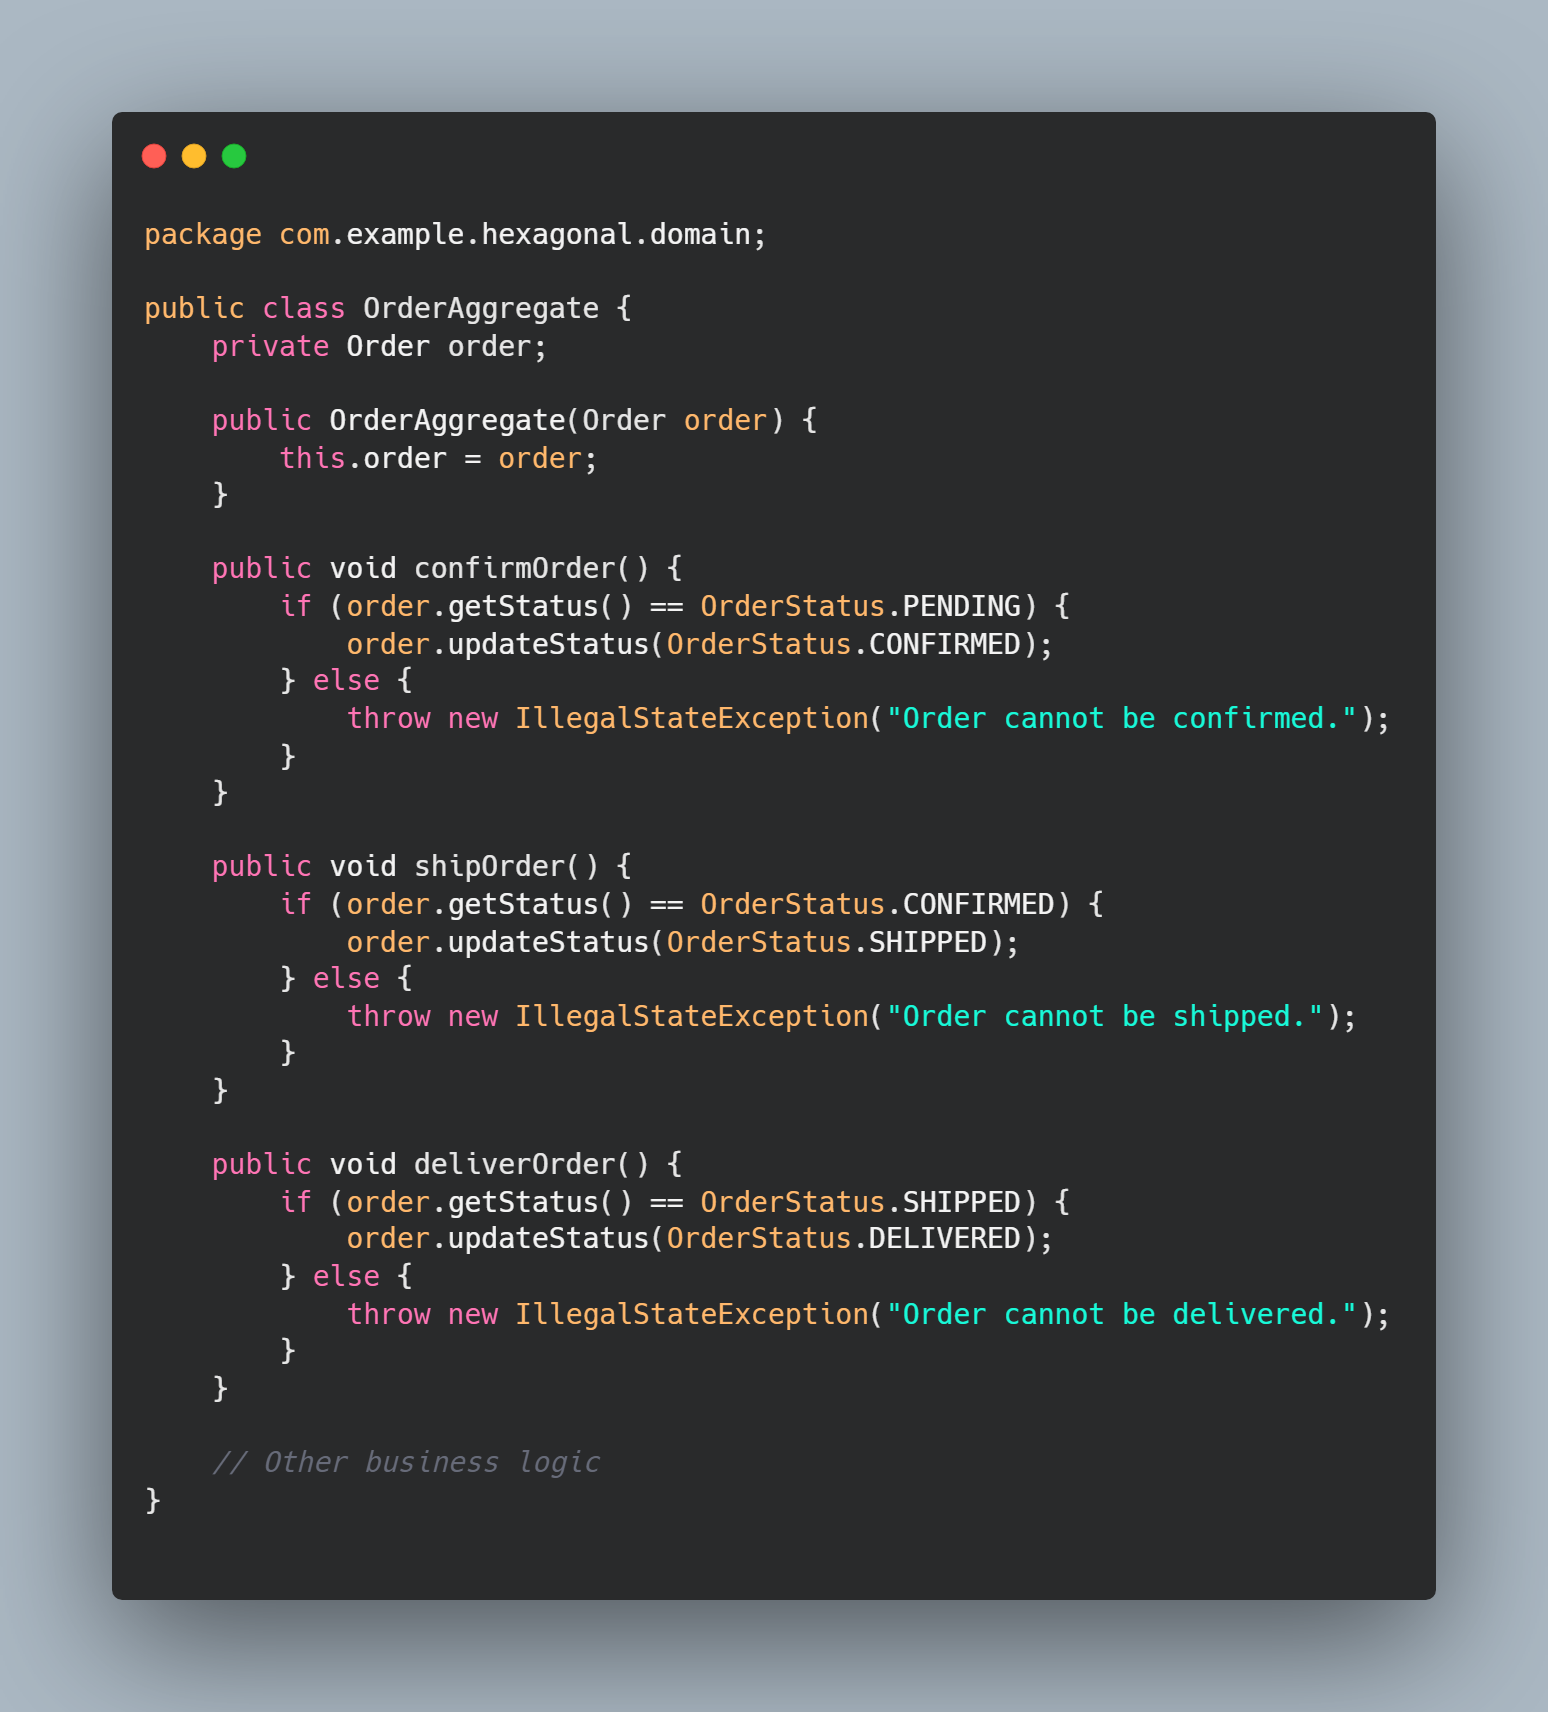 package com.example.hexagonal.domain;

public class OrderAggregate {
    private Order order;

    public OrderAggregate(Order order) {
        this.order = order;
    }

    public void confirmOrder() {
        if (order.getStatus() == OrderStatus.PENDING) {
            order.updateStatus(OrderStatus.CONFIRMED);
        } else {
            throw new IllegalStateException("Order cannot be confirmed.");
        }
    }

    public void shipOrder() {
        if (order.getStatus() == OrderStatus.CONFIRMED) {
            order.updateStatus(OrderStatus.SHIPPED);
        } else {
            throw new IllegalStateException("Order cannot be shipped.");
        }
    }

    public void deliverOrder() {
        if (order.getStatus() == OrderStatus.SHIPPED) {
            order.updateStatus(OrderStatus.DELIVERED);
        } else {
            throw new IllegalStateException("Order cannot be delivered.");
        }
    }

    // Other business logic
}